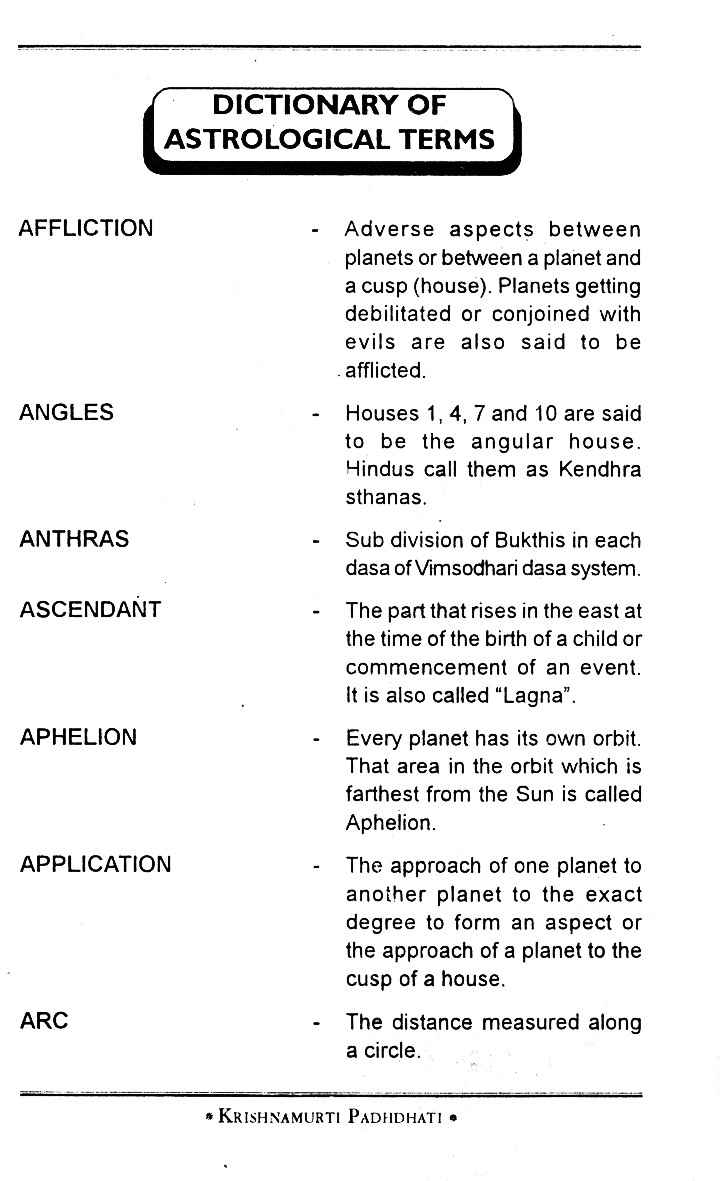 DICTIONARY OF
ASTROLOGICAL TERMS
AFFLICTION - Adverse aspects between
planets or between a planet and
a cusp (house). Planets getting
debilitated or conjoined with
evils are also said to be
afflicted.
ANGLES - Houses 1, 4, 7 and 10 are said
to be the angular house.
Hindus call them as Kendhra
sthanas.
ANTHRAS - Sub division of Bukthis in each
dasa of Vimsodhari dasa system.
ASCENDANT - The part that rises in the east at
the time of the birth of a child or
commencement of an event.
It is also called “Lagna”.
APHELION - Every planet has its own orbit.
That area in the orbit which is
farthest from the Sun is called
Aphelion.
APPLICATION - The approach of one planet to
another planet to the exact
degree to form an aspect or
the approach of a planet to the
cusp of a house.
ARC - The distance measured along
a circle.
* KRISHNAMURTI PADHDHATI *